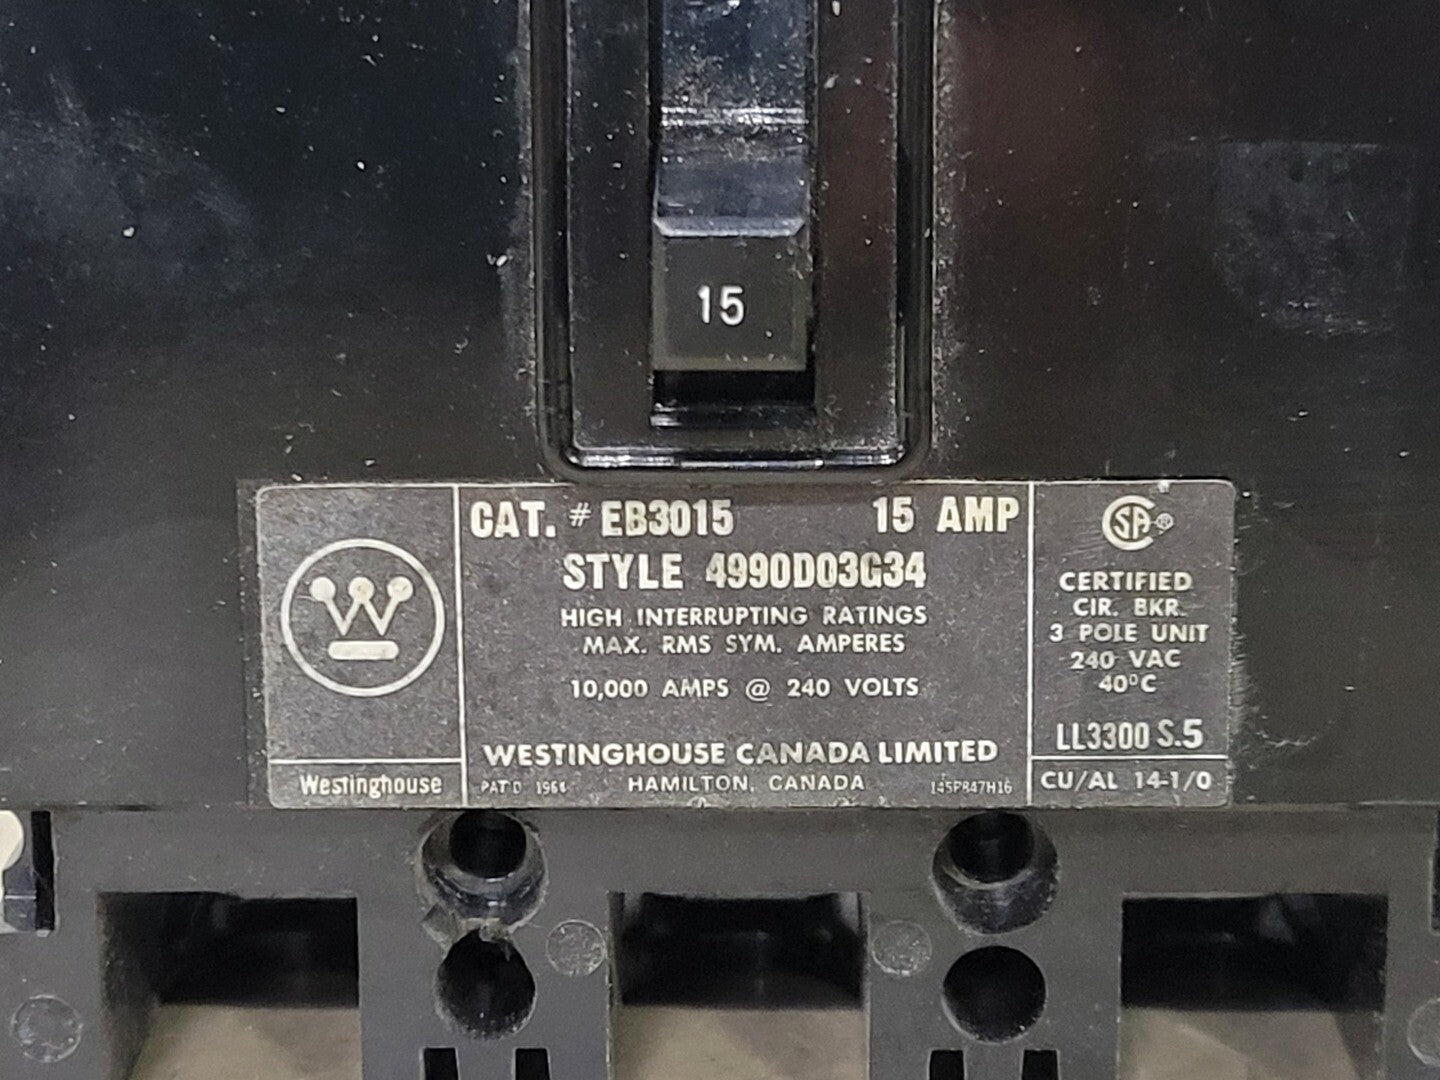 15
CAT. # EB3015 15 AMP
STYLE 4990D03G34
HIGH INTERRUPTING RATINGS
MAX. RMS SYM. AMPERES
10,000 AMPS @ 240 VOLTS
WESTINGHOUSE CANADA LIMITED
PAT'D 1964 HAMILTON, CANADA 145P847H16
W
Westinghouse
CSA ®
CERTIFIED
CIR. BKR.
3 POLE UNIT
240 VAC
40°C
LL3300 S.5
CU/AL 14-1/0